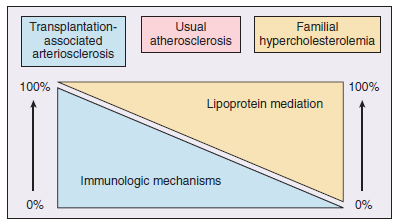 Transplantation-
associated
arteriosclerosis
Usual
atherosclerosis
Familial
hypercholesterolemia
100%
100%
Lipoprotein mediation
Immunologic mechanisms
0%
0%